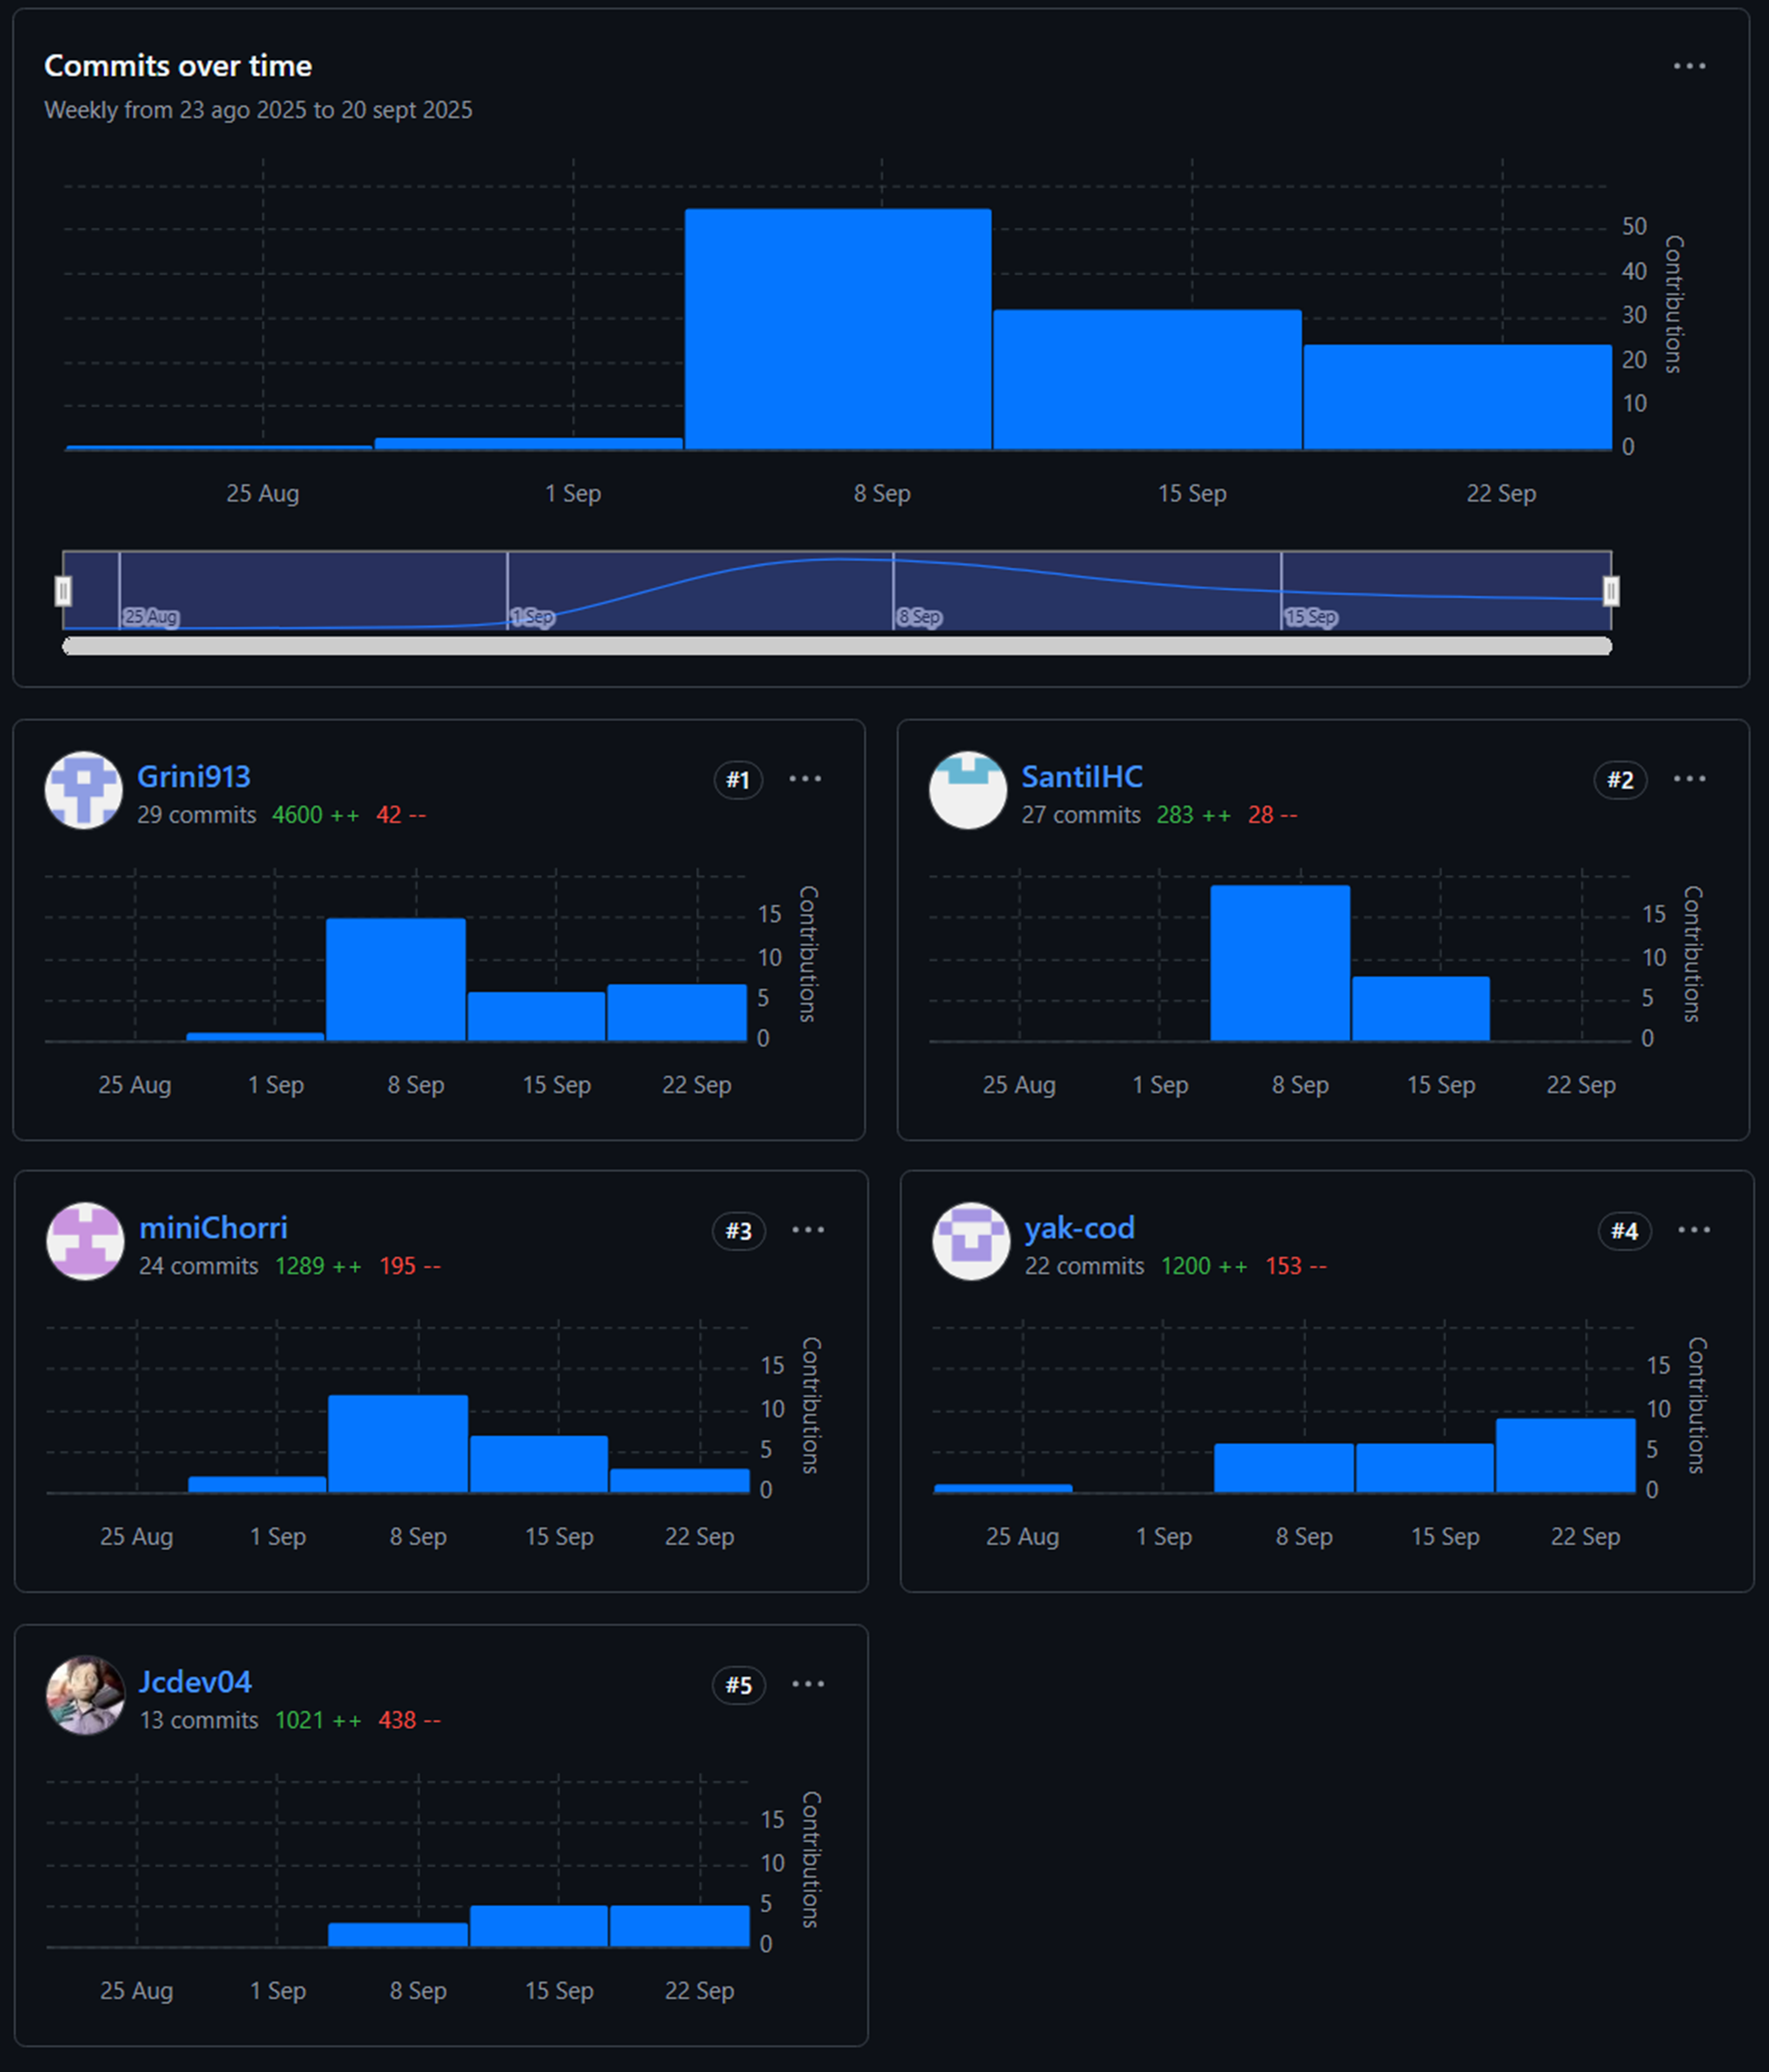 Commits over time
Weekly from 23 ago 2025 to 20 sept 2025
50
40
30
20
10
0
Contributions
25 Aug 1 Sep 8 Sep 15 Sep 22 Sep
25 Aug 1 Sep 8 Sep 15 Sep
Grini913 #1
29 commits 4600 ++ 42 --
15
10
5
0
Contributions
25 Aug 1 Sep 8 Sep 15 Sep 22 Sep
SantiIHC #2
27 commits 283 ++ 28 --
15
10
5
0
Contributions
25 Aug 1 Sep 8 Sep 15 Sep 22 Sep
miniChorri #3
24 commits 1289 ++ 195 --
15
10
5
0
Contributions
25 Aug 1 Sep 8 Sep 15 Sep 22 Sep
yak-cod #4
22 commits 1200 ++ 153 --
15
10
5
0
Contributions
25 Aug 1 Sep 8 Sep 15 Sep 22 Sep
Jcdev04 #5
13 commits 1021 ++ 438 --
15
10
5
0
Contributions
25 Aug 1 Sep 8 Sep 15 Sep 22 Sep